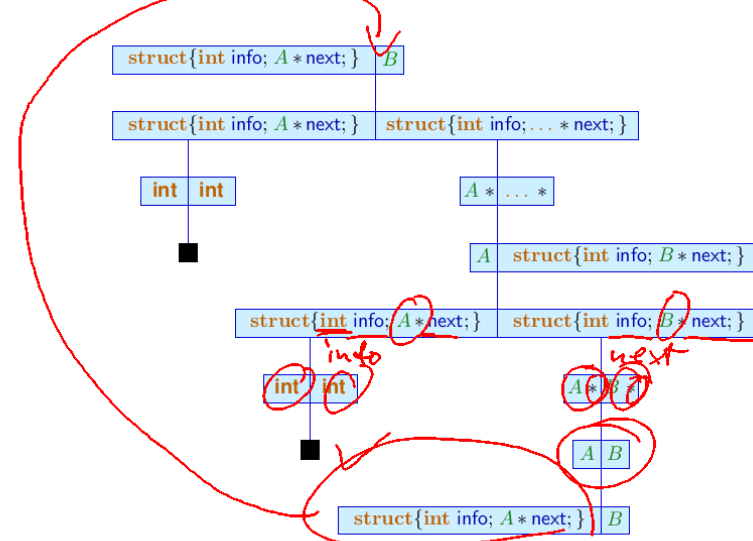 struct{int info; A * next; } B
struct{int info; A * next; } struct{int info; . . . * next; }
int int A * . . . *
A struct{int info; B * next; }
struct{int info; A * next; } struct{int info; B * next; }
info next
int int A * B *
A B
struct{int info; A * next; } B